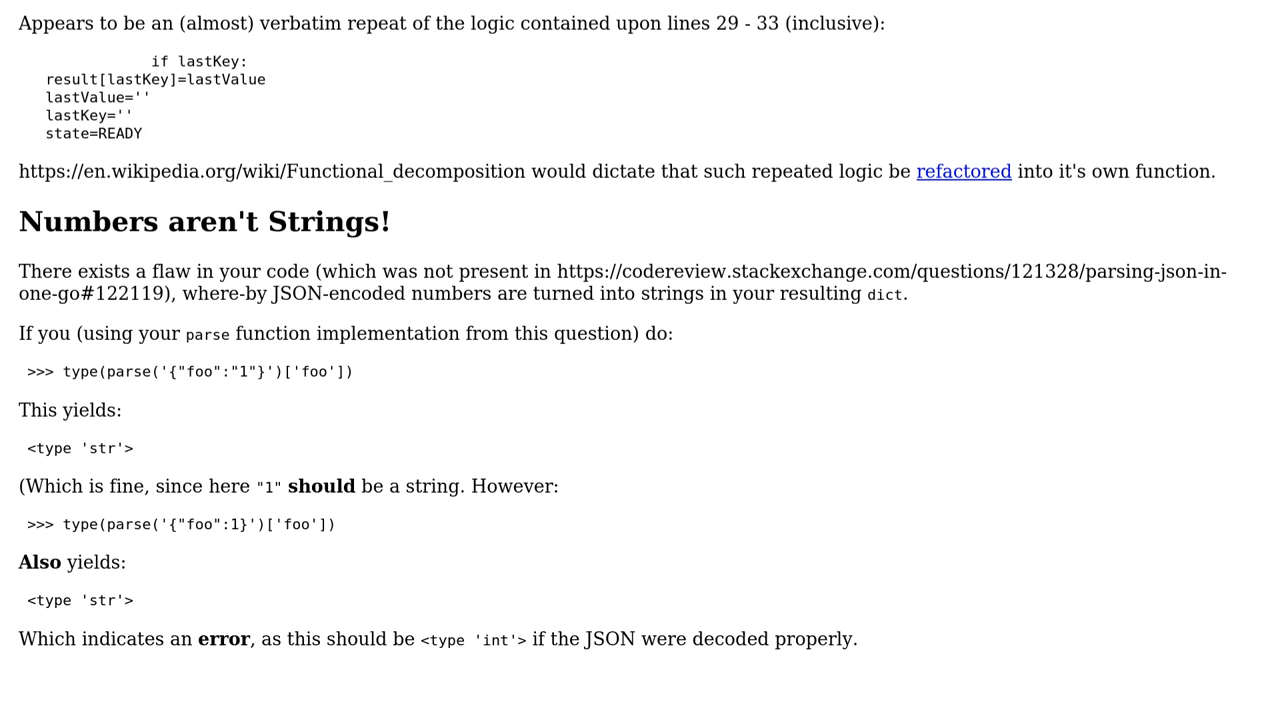 Appears to be an (almost) verbatim repeat of the logic contained upon lines 29 - 33 (inclusive):
if lastKey:
result[lastKey]=lastValue
lastValue=''
lastKey=''
state=READY
https://en.wikipedia.org/wiki/Functional_decomposition would dictate that such repeated logic be refactored into it's own function.
Numbers aren't Strings!
There exists a flaw in your code (which was not present in https://codereview.stackexchange.com/questions/121328/parsing-json-in-
one-go#122119), where-by JSON-encoded numbers are turned into strings in your resulting dict.
If you (using your parse function implementation from this question) do:
>>> type(parse('{"foo":"1"}')['foo'])
This yields:
<type 'str'>
(Which is fine, since here "1" should be a string. However:
>>> type(parse('{"foo":1}')['foo'])
Also yields:
<type 'str'>
Which indicates an error, as this should be <type 'int'> if the JSON were decoded properly.